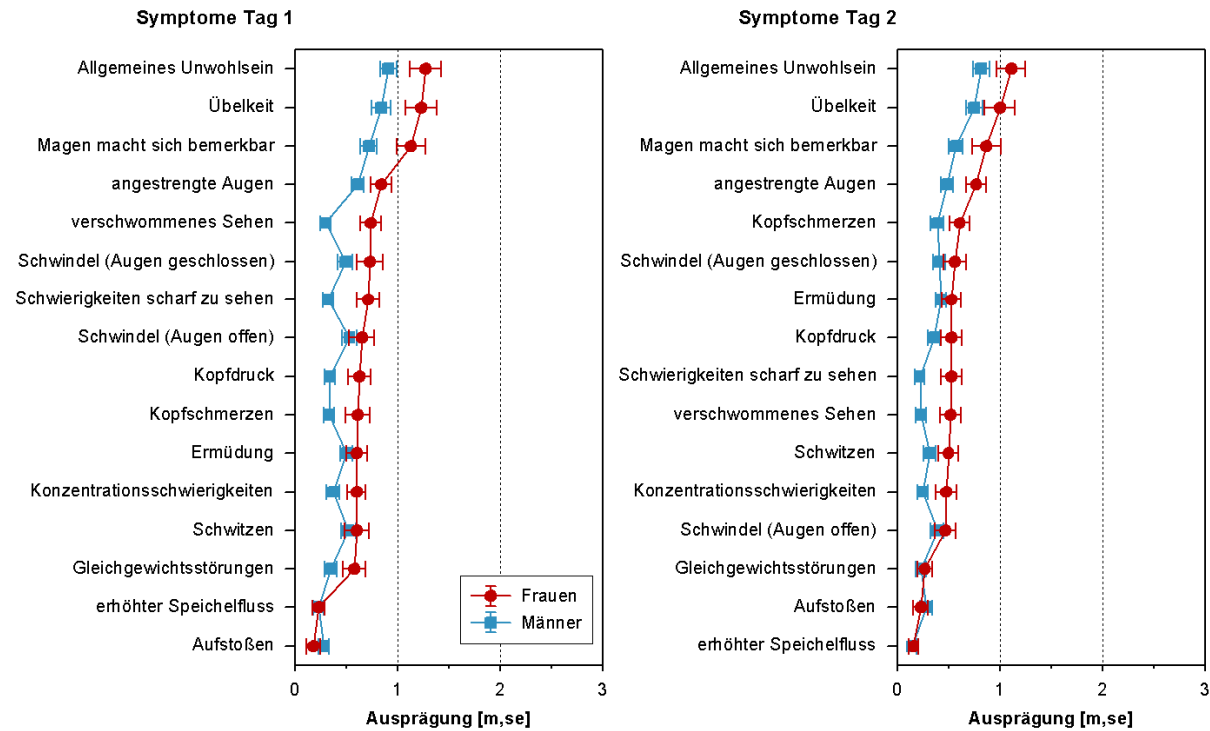 Symptome Tag 1
Allgemeines Unwohlsein
Übelkeit
Magen macht sich bemerkbar
angestrengte Augen
verschwommenes Sehen
Schwindel (Augen geschlossen)
Schwierigkeiten scharf zu sehen
Schwindel (Augen offen)
Kopfdruck
Kopfschmerzen
Ermüdung
Konzentrationsschwierigkeiten
Schwitzen
Gleichgewichtsstörungen
erhöhter Speichelfluss
Aufstoßen
Frauen
Männer
0 1 2 3
Ausprägung [m,se]
Symptome Tag 2
Allgemeines Unwohlsein
Übelkeit
Magen macht sich bemerkbar
angestrengte Augen
Kopfschmerzen
Schwindel (Augen geschlossen)
Ermüdung
Kopfdruck
Schwierigkeiten scharf zu sehen
verschwommenes Sehen
Schwitzen
Konzentrationsschwierigkeiten
Schwindel (Augen offen)
Gleichgewichtsstörungen
Aufstoßen
erhöhter Speichelfluss
0 1 2 3
Ausprägung [m,se]